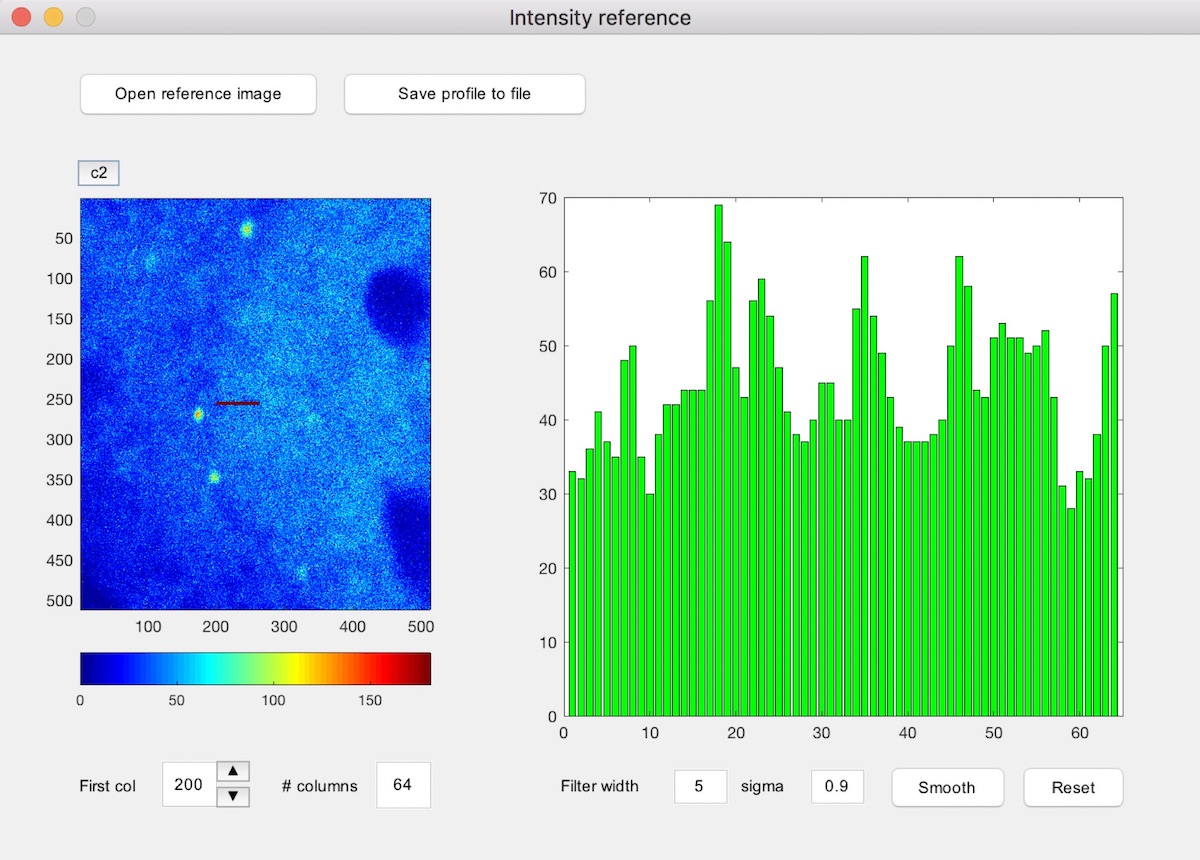 Intensity reference
Open reference image Save profile to file
c2
50
100
150
200
250
300
350
400
450
500
100 200 300 400 500
0 50 100 150
70
60
50
40
30
20
10
0
0 10 20 30 40 50 60
First col 200 ▲ ▼ # columns 64 Filter width 5 sigma 0.9 Smooth Reset